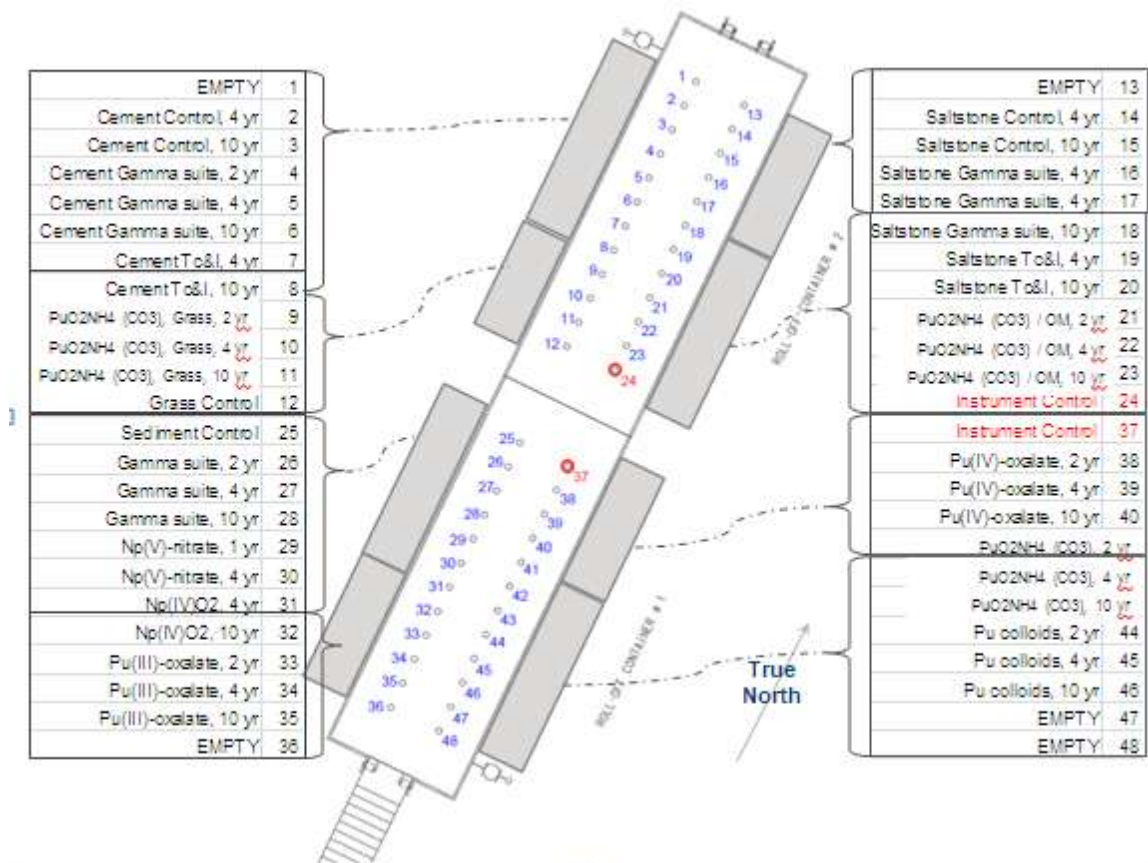 EMPTY 1
Cement Control, 4 yr 2
Cement Control, 10 yr 3
Cement Gamma suite, 2 yr 4
Cement Gamma suite, 4 yr 5
Cement Gamma suite, 10 yr 6
Cement Tc&I, 4 yr 7
Cement Tc&I, 10 yr 8
PuO2NH4 (CO3), Grass, 2 yr 9
PuO2NH4 (CO3), Grass, 4 yr 10
PuO2NH4 (CO3), Grass, 10 yr 11
Grass Control 12
Sediment Control 25
Gamma suite, 2 yr 26
Gamma suite, 4 yr 27
Gamma suite, 10 yr 28
Np(V)-nitrate, 1 yr 29
Np(V)-nitrate, 4 yr 30
Np(IV)O2, 4 yr 31
Np(IV)O2, 10 yr 32
Pu(III)-oxalate, 2 yr 33
Pu(III)-oxalate, 4 yr 34
Pu(III)-oxalate, 10 yr 35
EMPTY 36
1
2
3
4
5
6
7
8
9
10
11
12
13
14
15
16
17
18
19
20
21
22
23
24
25
26
27
28
29
30
31
32
33
34
35
36
37
38
39
40
41
42
43
44
45
46
47
48
ROLL-OFF CONTAINER # 2
ROLL-OFF CONTAINER # 1
True
North
EMPTY 13
Saltstone Control, 4 yr 14
Saltstone Control, 10 yr 15
Saltstone Gamma suite, 4 yr 16
Saltstone Gamma suite, 4 yr 17
Saltstone Gamma suite, 10 yr 18
Saltstone Tc&I, 4 yr 19
Saltstone Tc&I, 10 yr 20
PuO2NH4 (CO3) / OM, 2 yr 21
PuO2NH4 (CO3) / OM, 4 yr 22
PuO2NH4 (CO3) / OM, 10 yr 23
Instrument Control 24
Instrument Control 37
Pu(IV)-oxalate, 2 yr 38
Pu(IV)-oxalate, 4 yr 39
Pu(IV)-oxalate, 10 yr 40
PuO2NH4 (CO3), 2 yr
PuO2NH4 (CO3), 4 yr
PuO2NH4 (CO3), 10 yr
Pu colloids, 2 yr 44
Pu colloids, 4 yr 45
Pu colloids, 10 yr 46
EMPTY 47
EMPTY 48